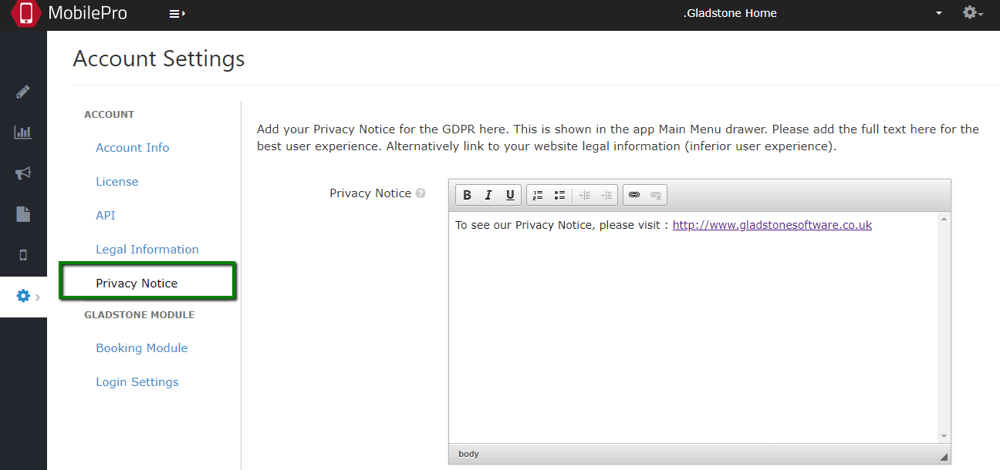 MobilePro
.Gladstone Home
Account Settings
ACCOUNT
Account Info
License
API
Legal Information
Privacy Notice
GLADSTONE MODULE
Booking Module
Login Settings
Add your Privacy Notice for the GDPR here. This is shown in the app Main Menu drawer. Please add the full text here for the
best user experience. Alternatively link to your website legal information (inferior user experience).
Privacy Notice ?
B I U
To see our Privacy Notice, please visit : http://www.gladstonesoftware.co.uk
body